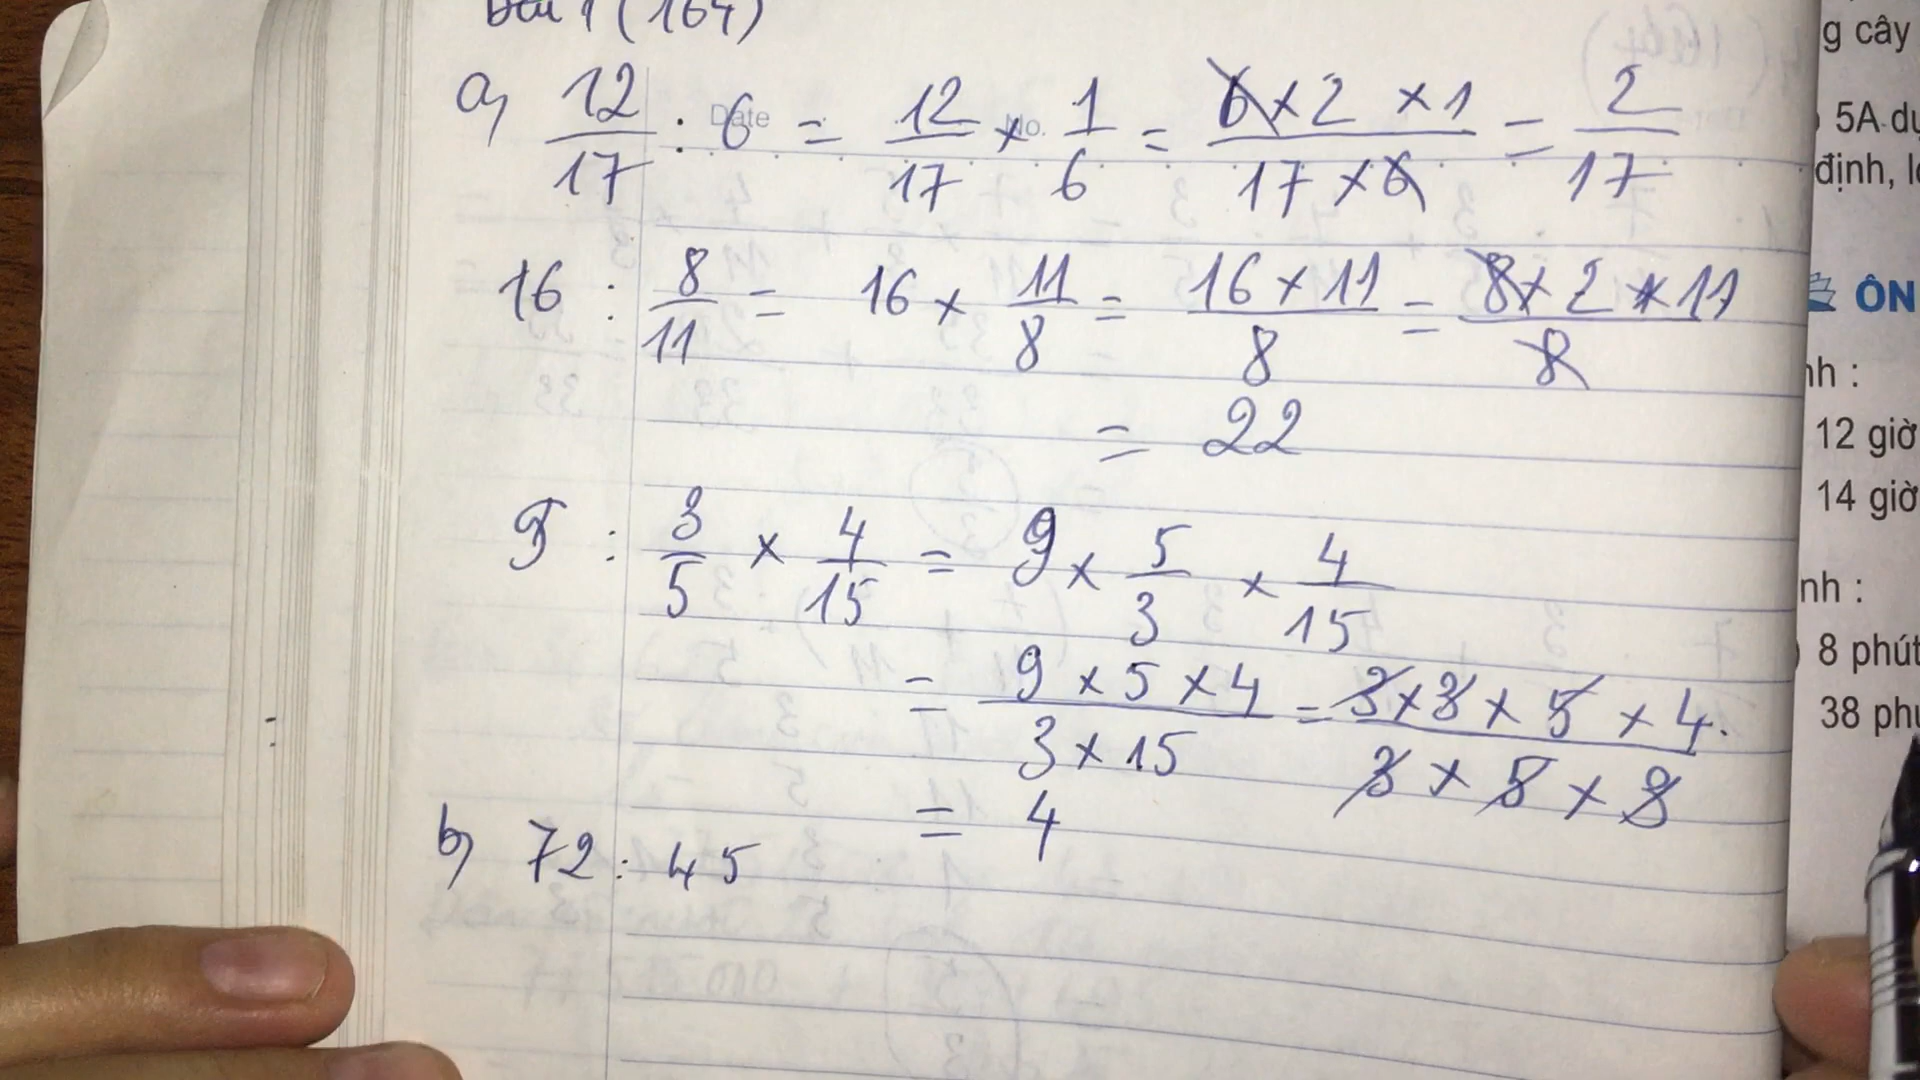 Bài 1 (164)
a) 12/17 : 6 = 12/17 × 1/6 = 6×2×1/17×6 = 2/17
16 : 8/11 = 16 × 11/8 = 16×11/8 = 8×2×11/8
= 22
9 : 3/5 × 4/15 = 9 × 5/3 × 4/15
= 9×5×4/3×15 = 3×3×5×4/3×5×3
= 4
b) 72 : 45
Date
No.
g cây
5A
định,
ÔN
nh :
12 giờ
14 giờ
nh :
8 phút
38